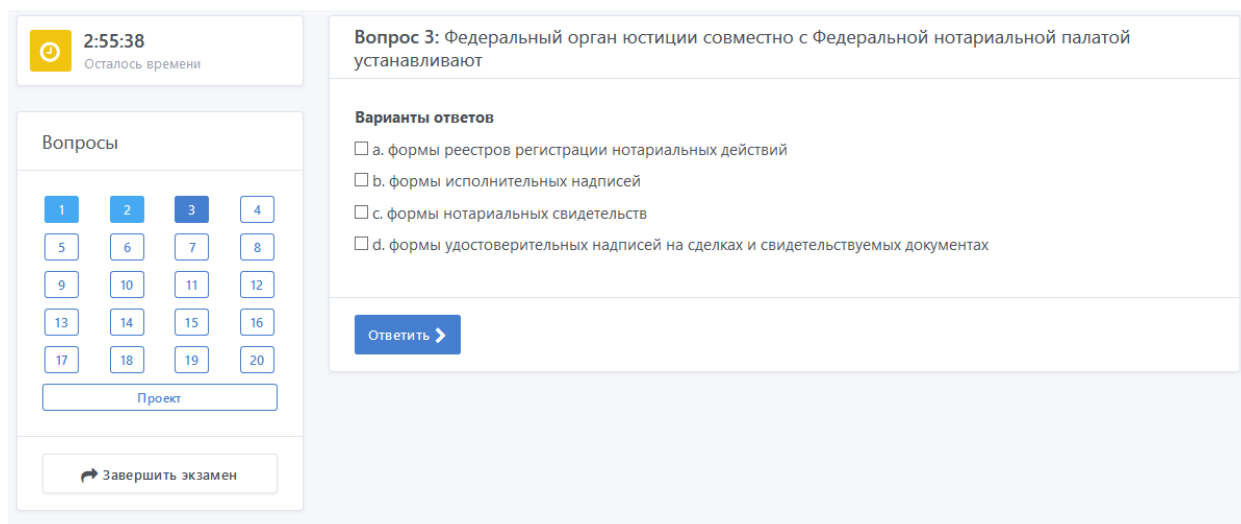 2:55:38
Осталось времени
Вопросы
1 2 3 4
5 6 7 8
9 10 11 12
13 14 15 16
17 18 19 20
Проект
Завершить экзамен
Вопрос 3: Федеральный орган юстиции совместно с Федеральной нотариальной палатой
устанавливают
Варианты ответов
a. формы реестров регистрации нотариальных действий
b. формы исполнительных надписей
c. формы нотариальных свидетельств
d. формы удостоверительных надписей на сделках и свидетельствуемых документах
Ответить